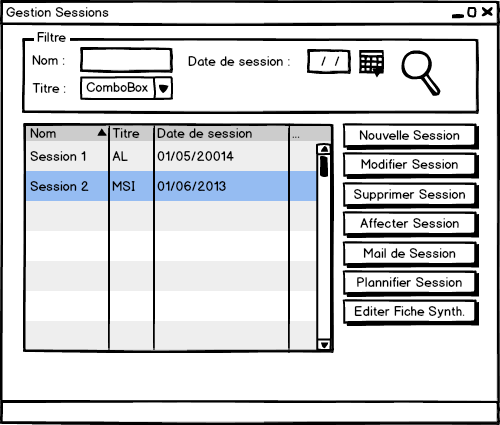 Gestion Sessions
Filtre
Nom :
Date de session :
/ /
Titre :
ComboBox
Nom Titre Date de session ...
Session 1 AL 01/05/20014
Session 2 MSI 01/06/2013
Nouvelle Session
Modifier Session
Supprimer Session
Affecter Session
Mail de Session
Plannifier Session
Editer Fiche Synth.